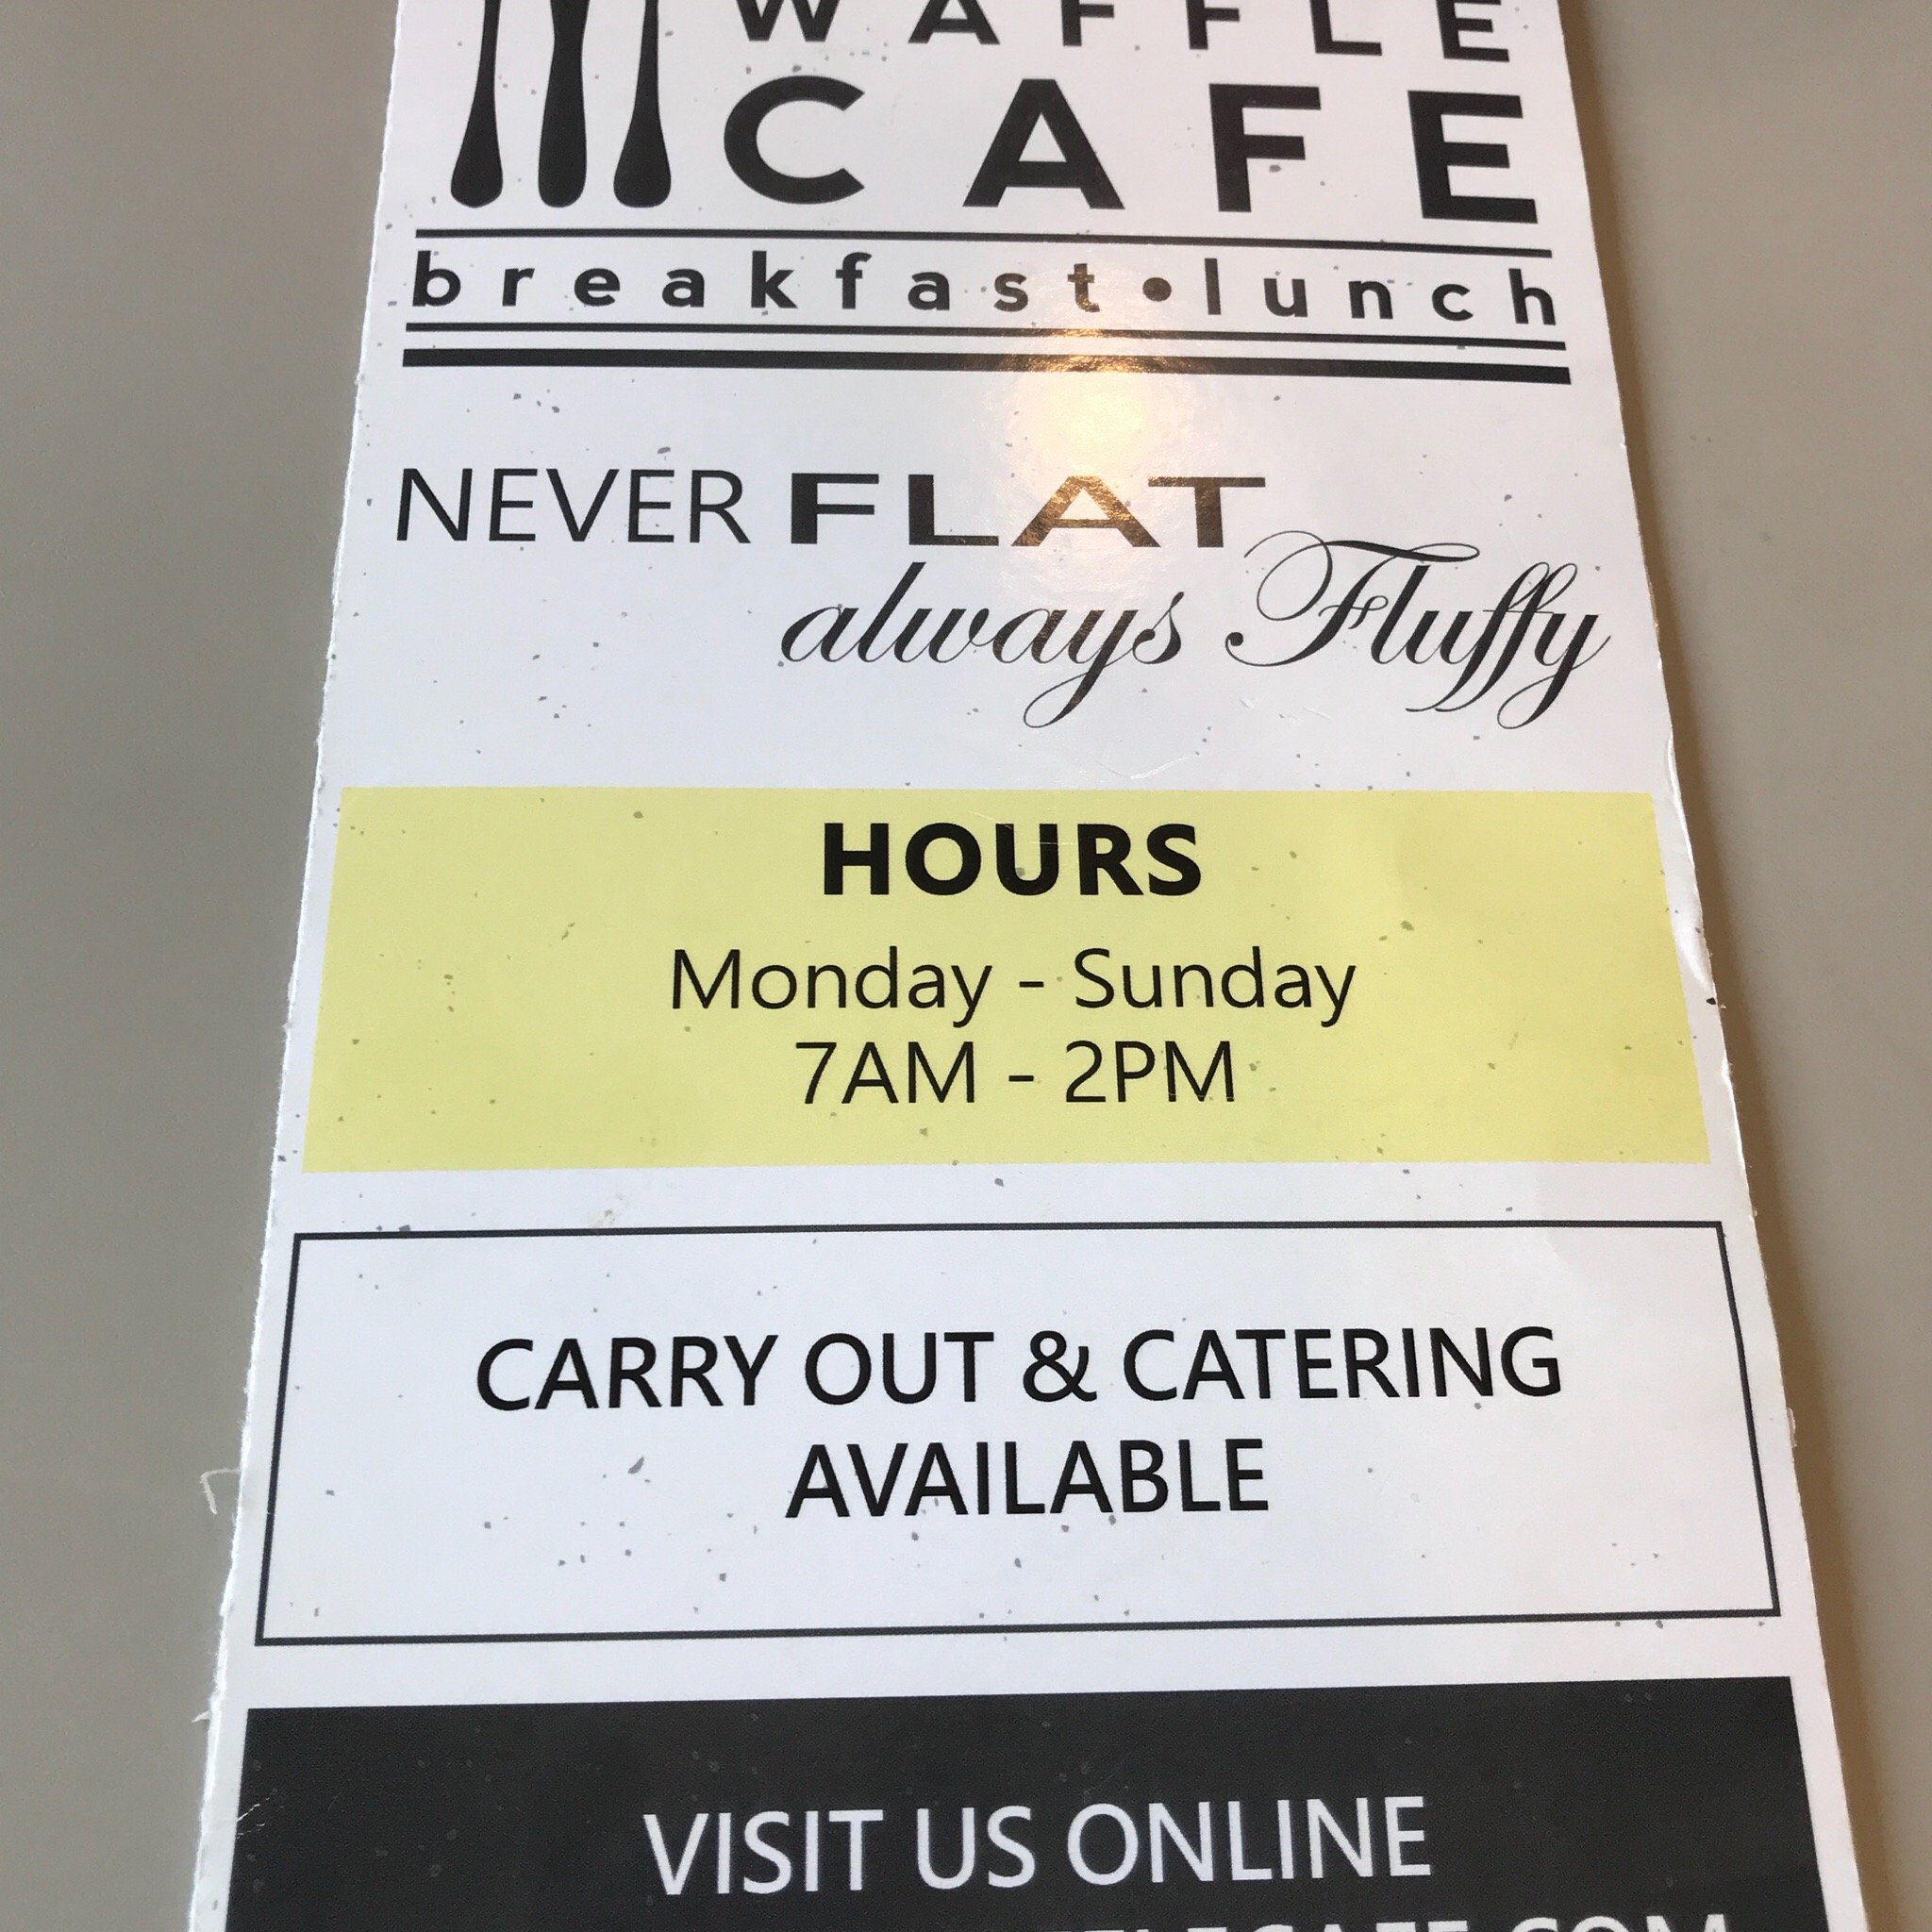 WAFFLE
CAFE
breakfast•lunch
NEVER FLAT
always Fluffy
HOURS
Monday - Sunday
7AM - 2PM
CARRY OUT & CATERING
AVAILABLE
VISIT US ONLINE